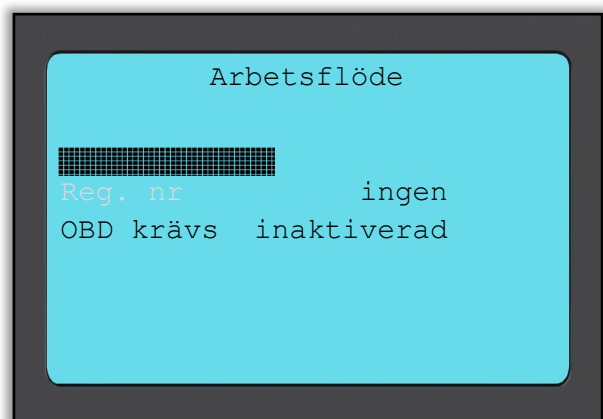 Arbetsflöde
Reg. nr ingen
OBD krävs inaktiverad